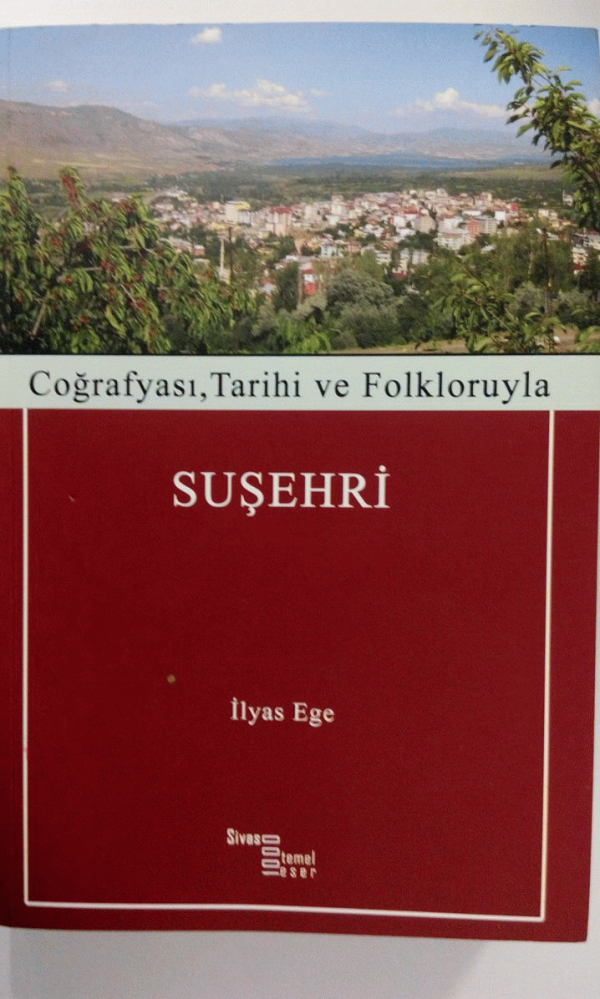 Coğrafyası, Tarihi ve Folkloruyla
SUŞEHRİ
İlyas Ege
Sivas
1000
temel
eser